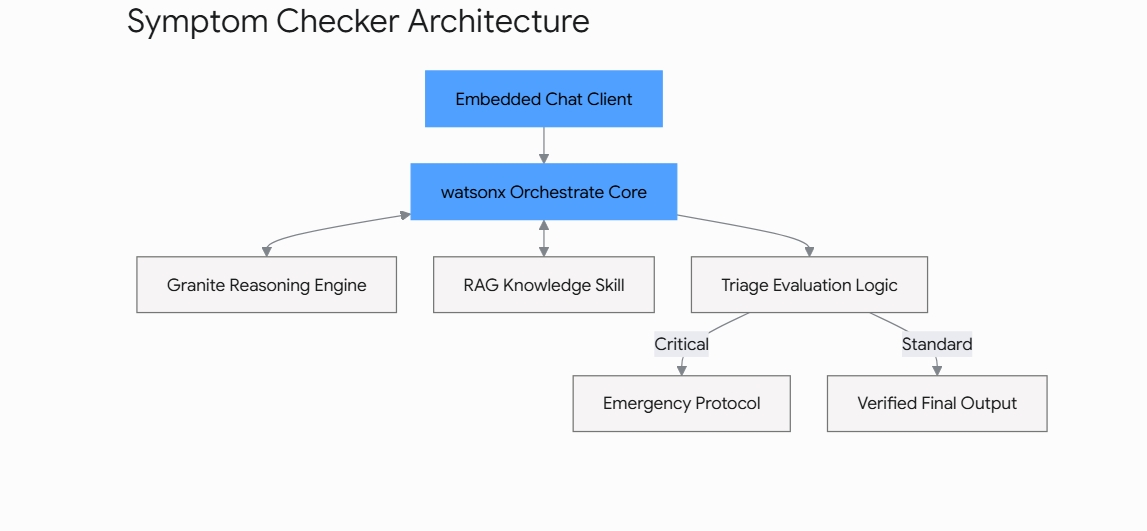 Symptom Checker Architecture
Embedded Chat Client
watsonx Orchestrate Core
Granite Reasoning Engine
RAG Knowledge Skill
Triage Evaluation Logic
Critical
Standard
Emergency Protocol
Verified Final Output